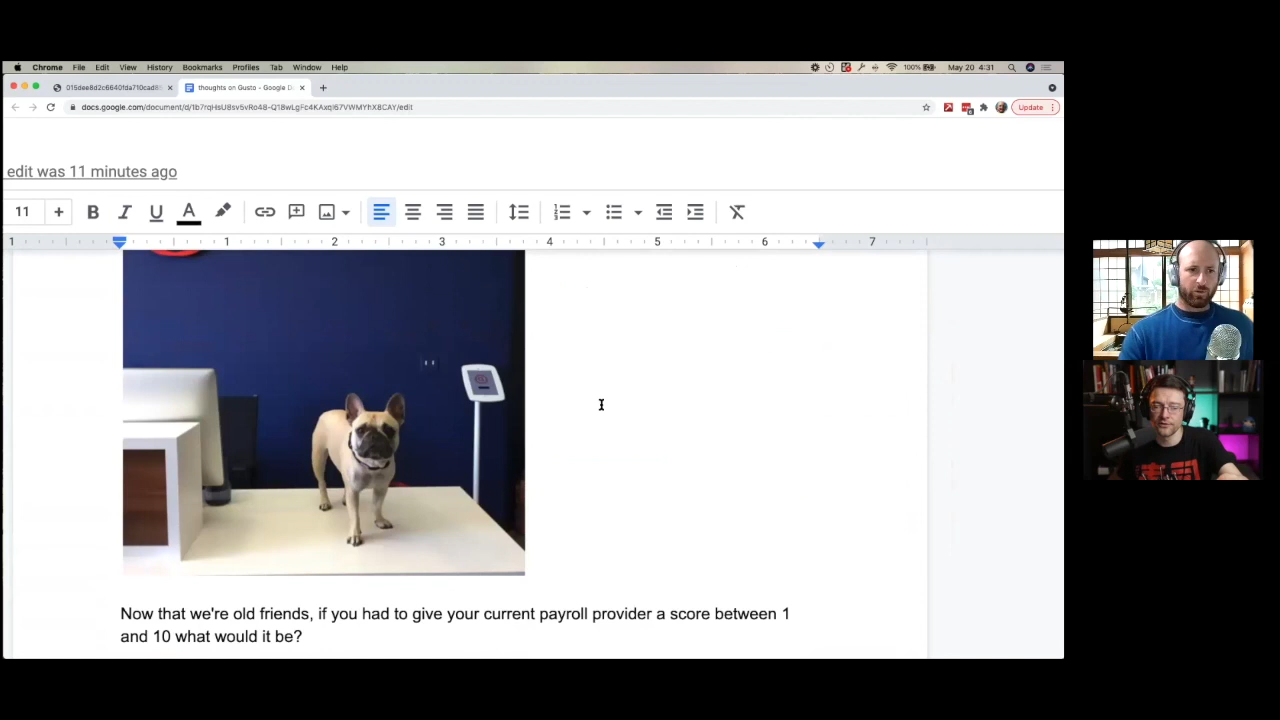 Chrome File Edit View History Bookmarks Profiles Tab Window Help 100% May 20 4:31
thoughts on Gusto - Google D
Update
edit was 11 minutes ago
11
1 1 2 3 4 5 6 7
Now that we're old friends, if you had to give your current payroll provider a score between 1
and 10 what would it be?